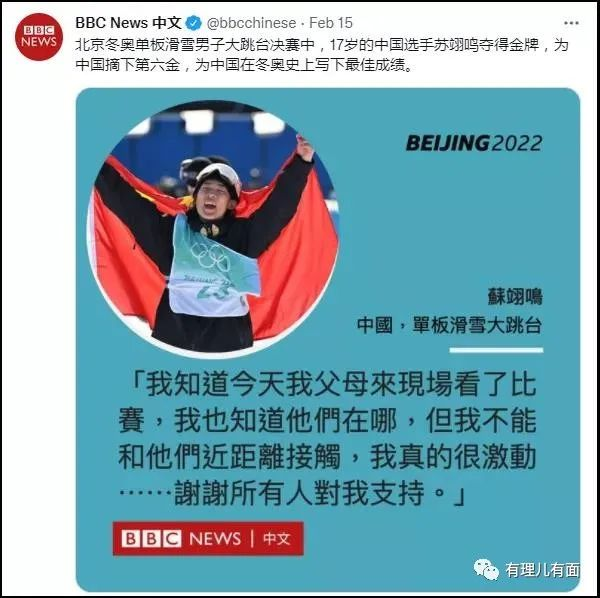 BBC NEWS
BBC News 中文 @bbcchinese · Feb 15
北京冬奥单板滑雪男子大跳台决赛中，17岁的中国选手苏翊鸣夺得金牌，为
中国摘下第六金，为中国在冬奥史上写下最佳成绩。
BEIJING2022
蘇翊鳴
中國，單板滑雪大跳台
「我知道今天我父母來現場看了比
賽，我也知道他們在哪，但我不能
和他們近距離接觸，我真的很激動
⋯⋯謝謝所有人對我支持。」
BBC NEWS | 中文
有理儿有面